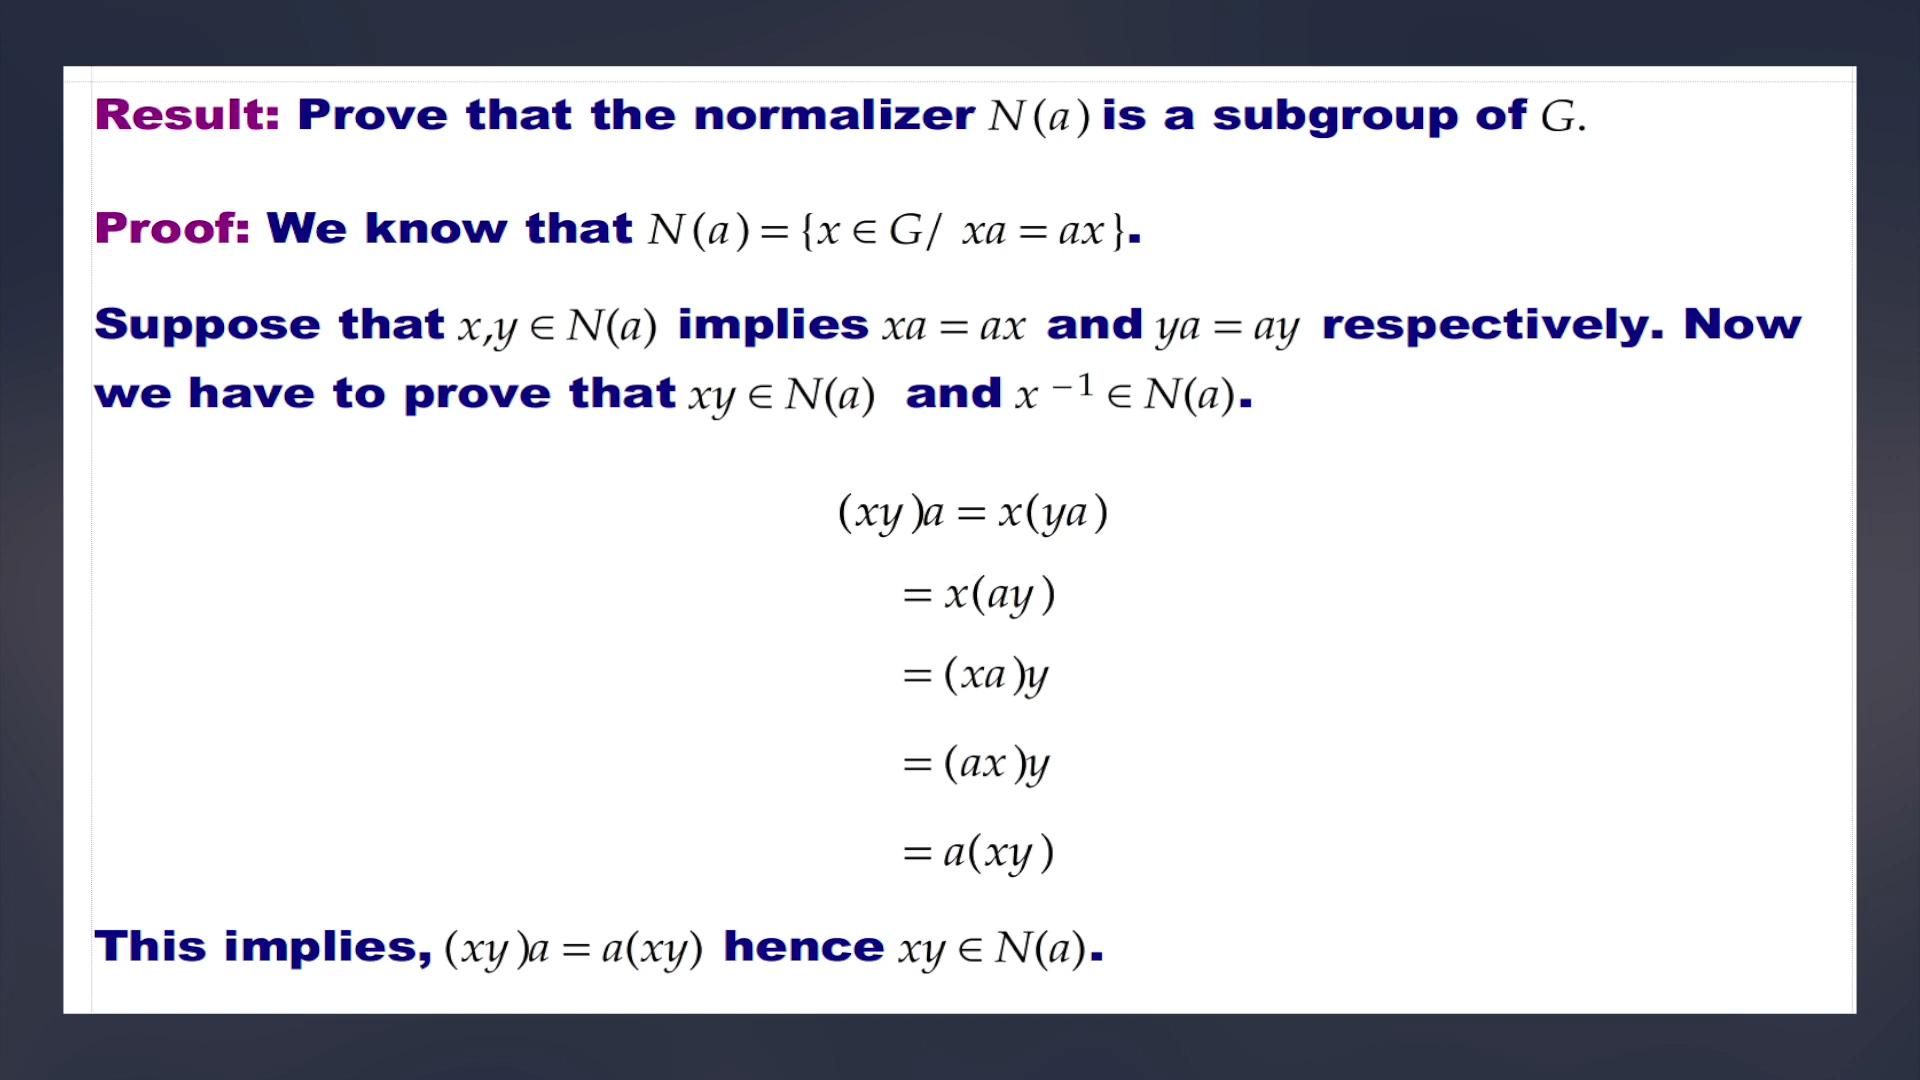 Result: Prove that the normalizer N(a) is a subgroup of G.
Proof: We know that N(a) = {x ∈ G/ xa = ax}.
Suppose that x,y ∈ N(a) implies xa = ax and ya = ay respectively. Now
we have to prove that xy ∈ N(a) and x⁻¹ ∈ N(a).
(xy)a = x(ya)
= x(ay)
= (xa)y
= (ax)y
= a(xy)
This implies, (xy)a = a(xy) hence xy ∈ N(a).